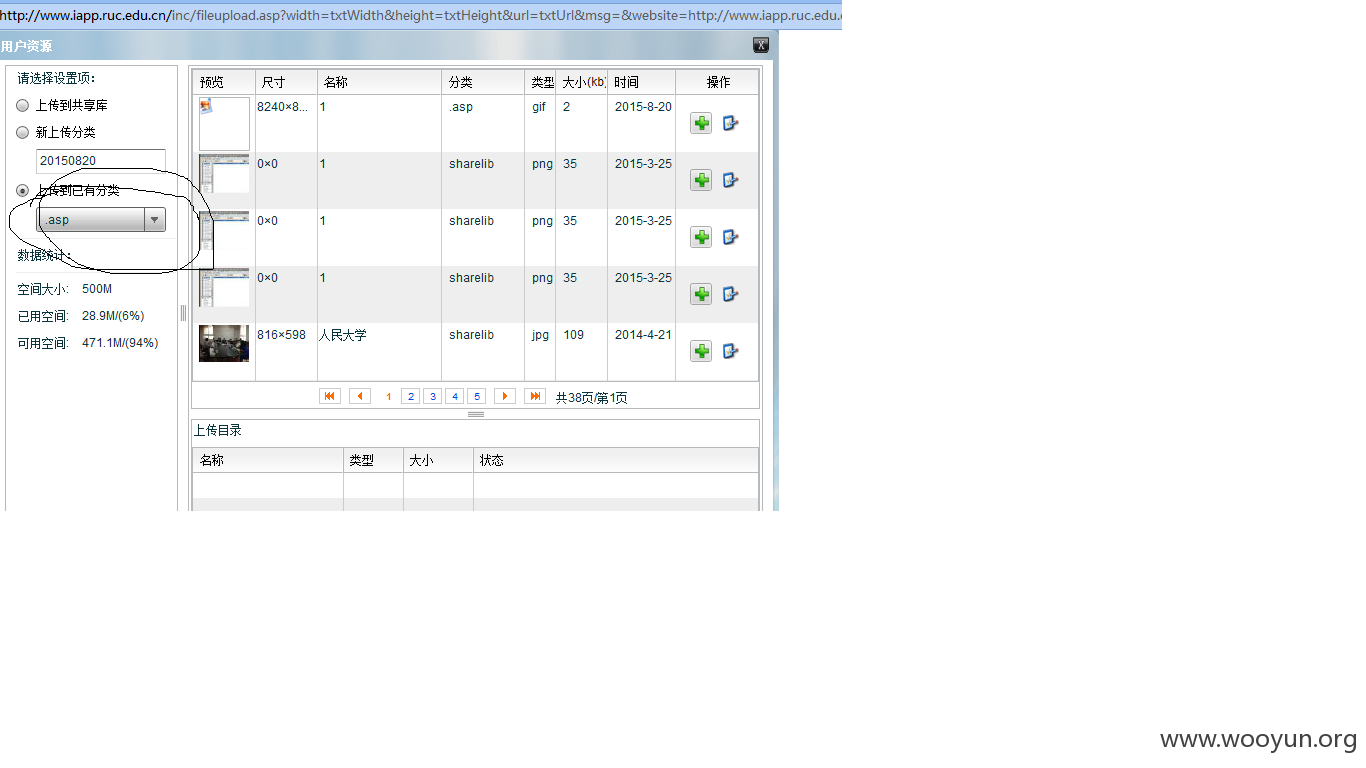 http://www.iapp.ruc.edu.cn/inc/fileupload.asp?width=txtWidth&height=txtHeight&url=txtUrl&msg=&website=http://www.iapp.ruc.edu.
用户资源
X
请选择设置项：
上传到共享库
新上传分类
20150820
上传到已有分类
.asp
数据统计：
空间大小: 500M
已用空间: 28.9M/(6%)
可用空间: 471.1M/(94%)
预览 尺寸 名称 分类 类型 大小(kb) 时间 操作
8240×8... 1 .asp gif 2 2015-8-20
0×0 1 sharelib png 35 2015-3-25
0×0 1 sharelib png 35 2015-3-25
0×0 1 sharelib png 35 2015-3-25
816×598 人民大学 sharelib jpg 109 2014-4-21
1 2 3 4 5 共38页/第1页
上传目录
名称 类型 大小 状态
www.wooyun.org